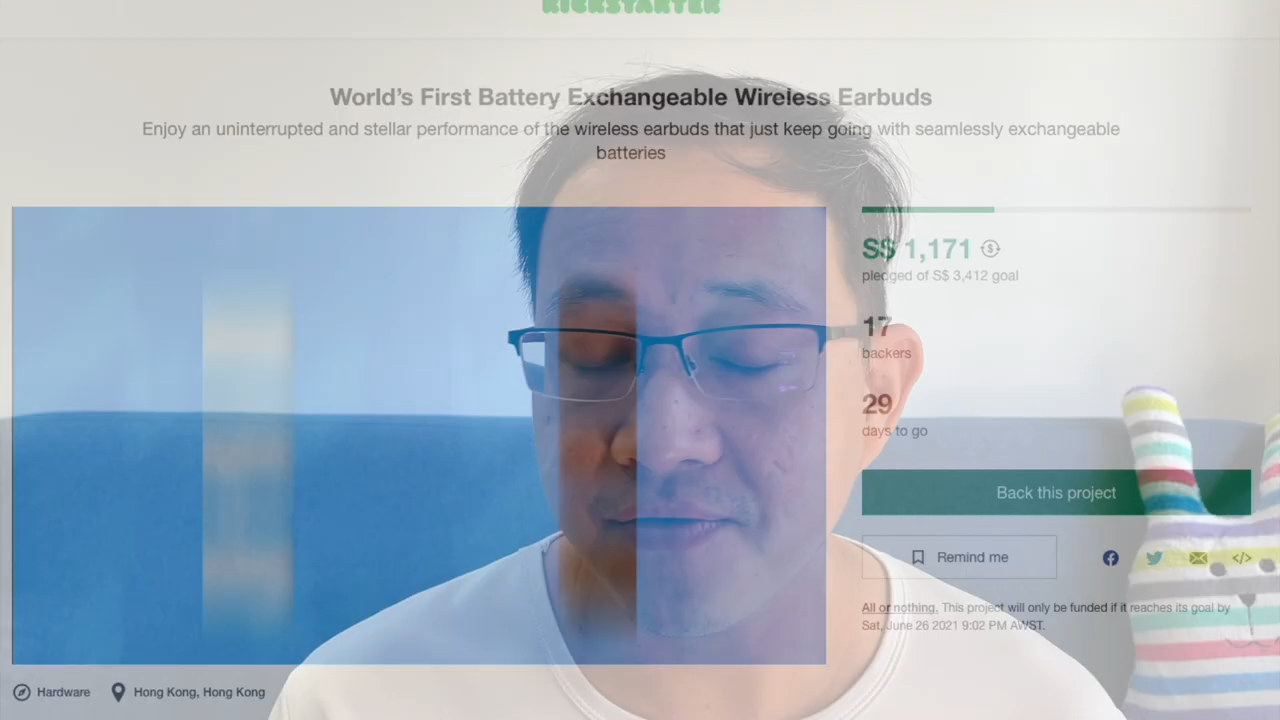 KICKSTARTER
World's First Battery Exchangeable Wireless Earbuds
Enjoy an uninterrupted and stellar performance of the wireless earbuds that just keep going with seamlessly exchangeable
batteries
S$ 1,171
pledged of S$ 3,412 goal
17
backers
29
days to go
Back this project
Remind me
All or nothing. This project will only be funded if it reaches its goal by
Sat, June 26 2021 9:02 PM AWST.
Hardware
Hong Kong, Hong Kong